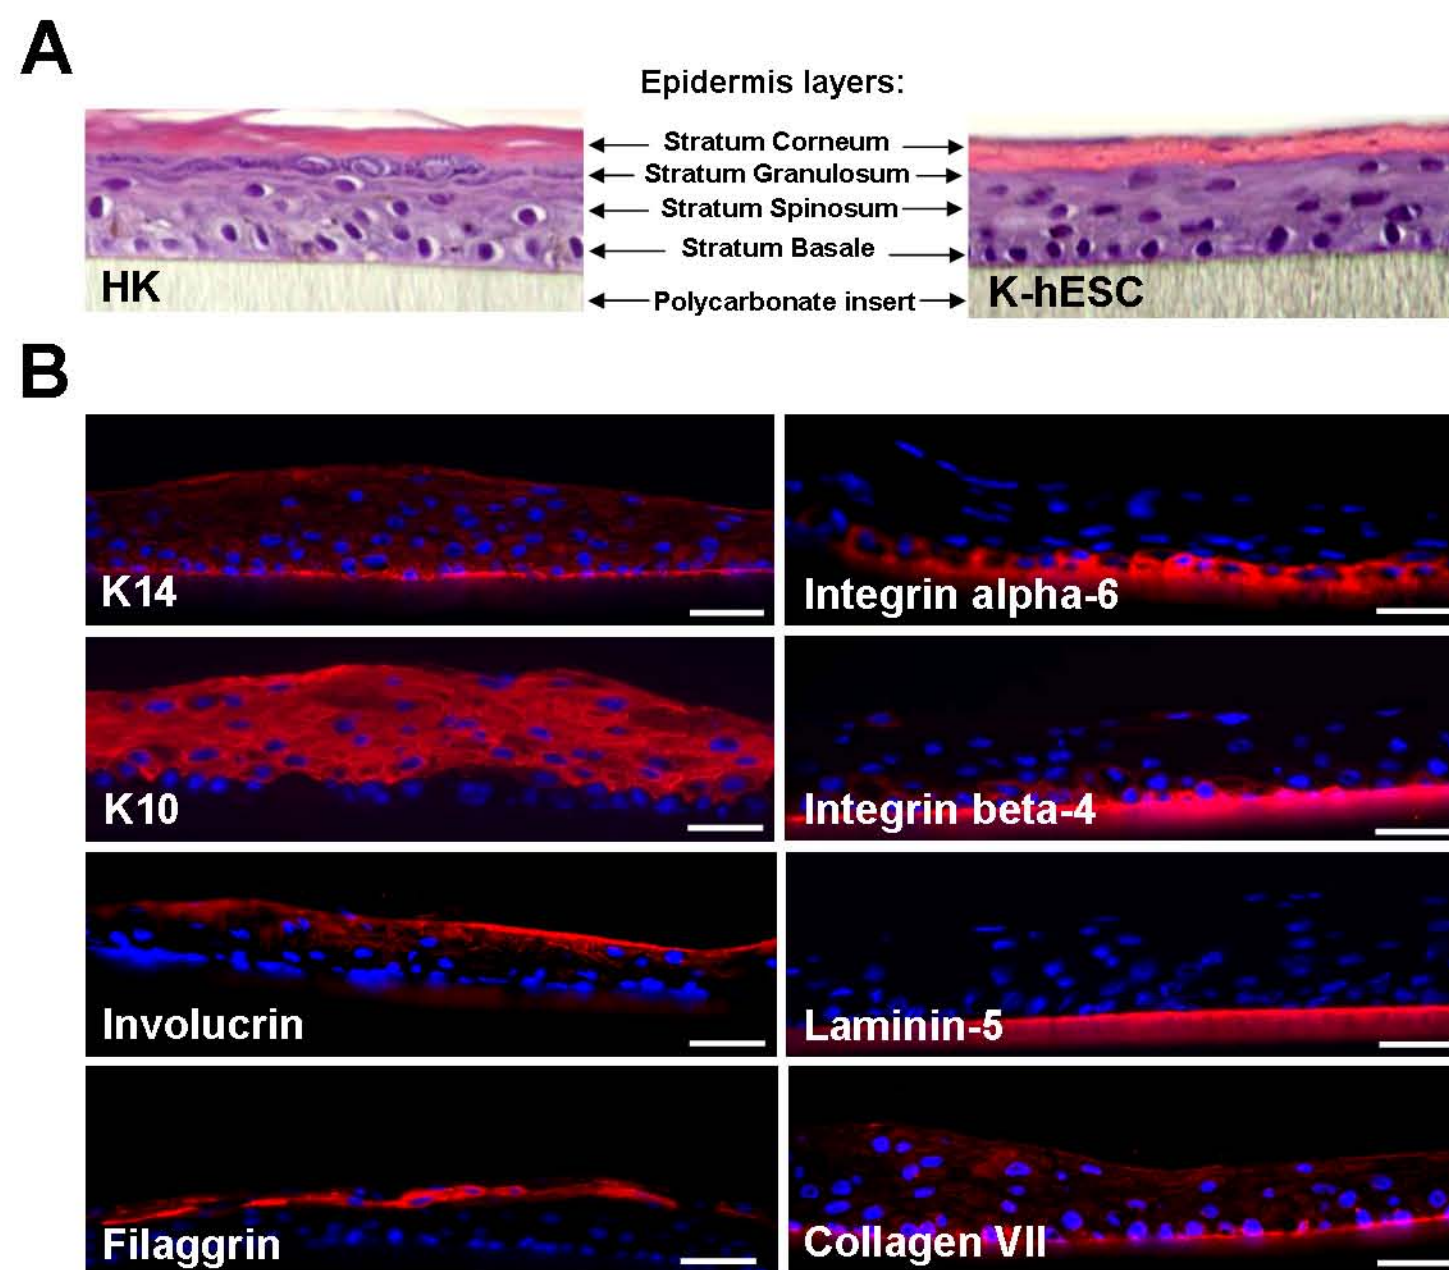 A
Epidermis layers:
Stratum Corneum
Stratum Granulosum
Stratum Spinosum
Stratum Basale
Polycarbonate insert
HK
K-hESC
B
K14
Integrin alpha-6
K10
Integrin beta-4
Involucrin
Laminin-5
Filaggrin
Collagen VII